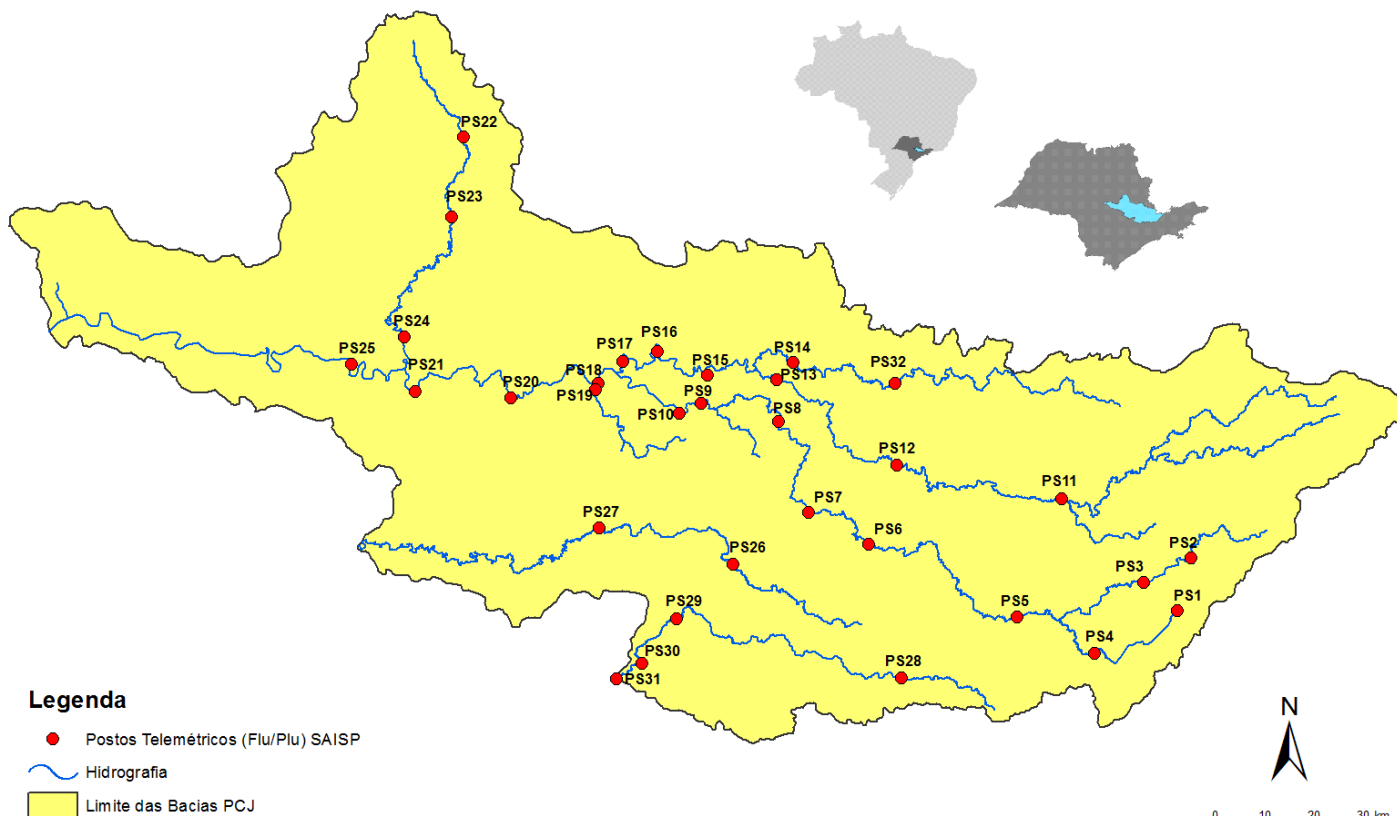 PS22
PS23
PS24
PS25
PS21
PS20
PS17
PS16
PS18
PS19
PS15
PS14
PS13
PS32
PS9
PS10
PS8
PS12
PS11
PS7
PS6
PS27
PS26
PS2
PS3
PS1
PS5
PS4
PS29
PS30
PS31
PS28
Legenda
Postos Telemétricos (Flu/Plu) SAISP
Hidrografia
Limite das Bacias PCJ
N
0 10 20 30 km